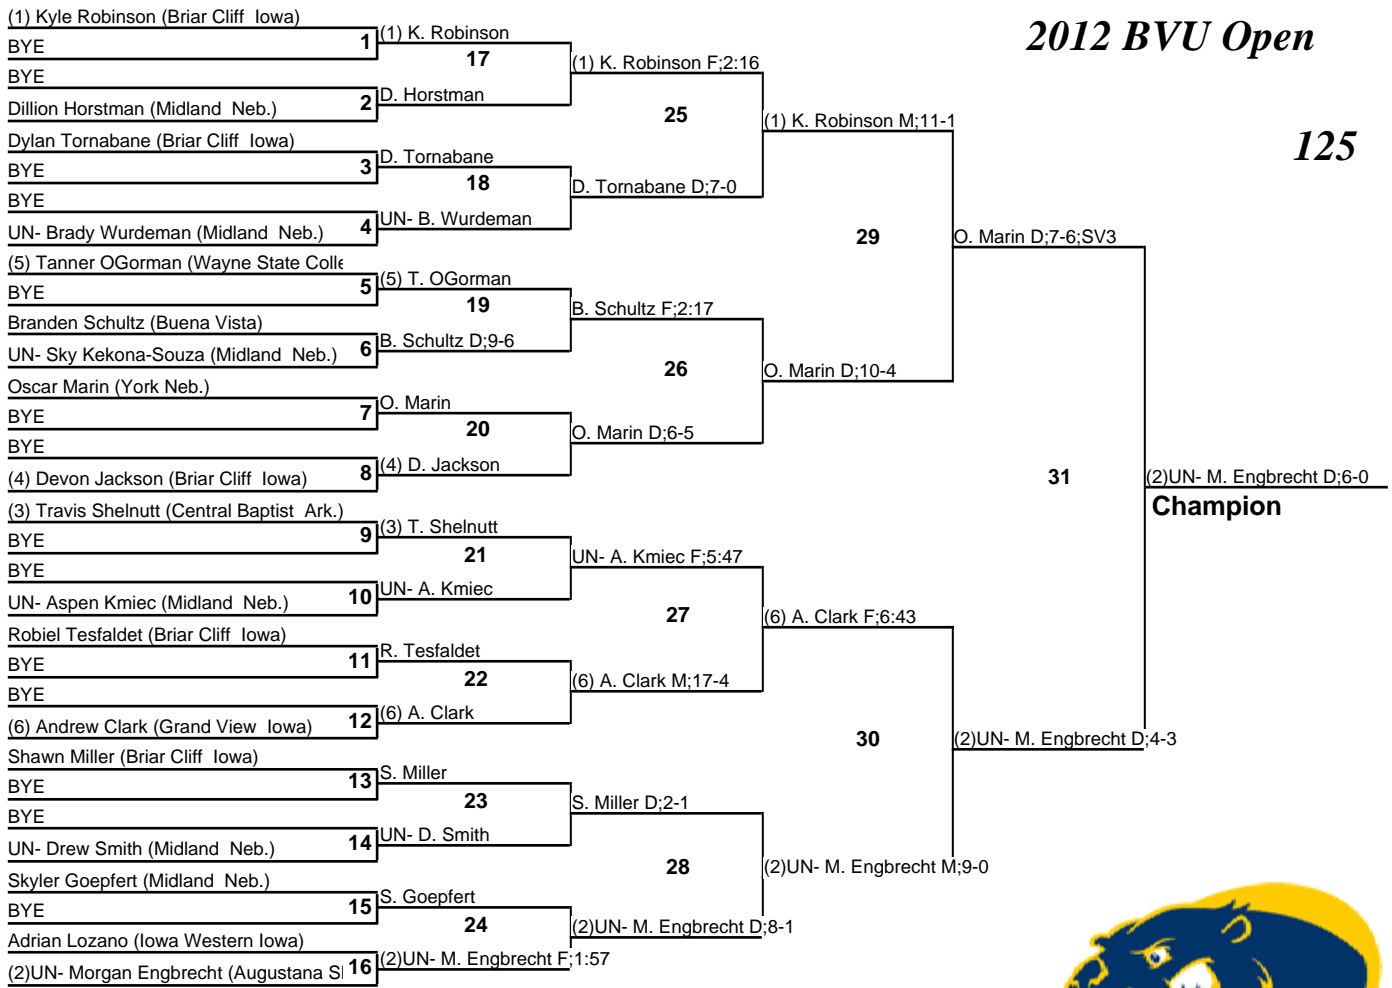 2012 BVU Open
125
(1) Kyle Robinson (Briar Cliff Iowa)
BYE
1
BYE
Dillion Horstman (Midland Neb.)
2
Dylan Tornabane (Briar Cliff Iowa)
BYE
3
BYE
UN- Brady Wurdeman (Midland Neb.)
4
(5) Tanner OGorman (Wayne State Colle
BYE
5
Branden Schultz (Buena Vista)
UN- Sky Kekona-Souza (Midland Neb.)
6
Oscar Marin (York Neb.)
BYE
7
BYE
(4) Devon Jackson (Briar Cliff Iowa)
8
(3) Travis Shelnutt (Central Baptist Ark.)
BYE
9
BYE
UN- Aspen Kmiec (Midland Neb.)
10
Robiel Tesfaldet (Briar Cliff Iowa)
BYE
11
BYE
(6) Andrew Clark (Grand View Iowa)
12
Shawn Miller (Briar Cliff Iowa)
BYE
13
BYE
UN- Drew Smith (Midland Neb.)
14
Skyler Goepfert (Midland Neb.)
BYE
15
Adrian Lozano (Iowa Western Iowa)
(2)UN- Morgan Engbrecht (Augustana S
16
(1) K. Robinson
17
D. Horstman
D. Tornabane
18
UN- B. Wurdeman
(5) T. OGorman
19
B. Schultz D;9-6
O. Marin
20
(4) D. Jackson
(3) T. Shelnutt
21
UN- A. Kmiec
R. Tesfaldet
22
(6) A. Clark
S. Miller
23
UN- D. Smith
S. Goepfert
24
(2)UN- M. Engbrecht F;1:57
(1) K. Robinson F;2:16
25
D. Tornabane D;7-0
B. Schultz F;2:17
26
O. Marin D;6-5
UN- A. Kmiec F;5:47
27
(6) A. Clark M;17-4
S. Miller D;2-1
28
(2)UN- M. Engbrecht D;8-1
(1) K. Robinson M;11-1
29
O. Marin D;10-4
(6) A. Clark F;6:43
30
(2)UN- M. Engbrecht M;9-0
O. Marin D;7-6;SV3
31
(2)UN- M. Engbrecht D;4-3
(2)UN- M. Engbrecht D;6-0
Champion